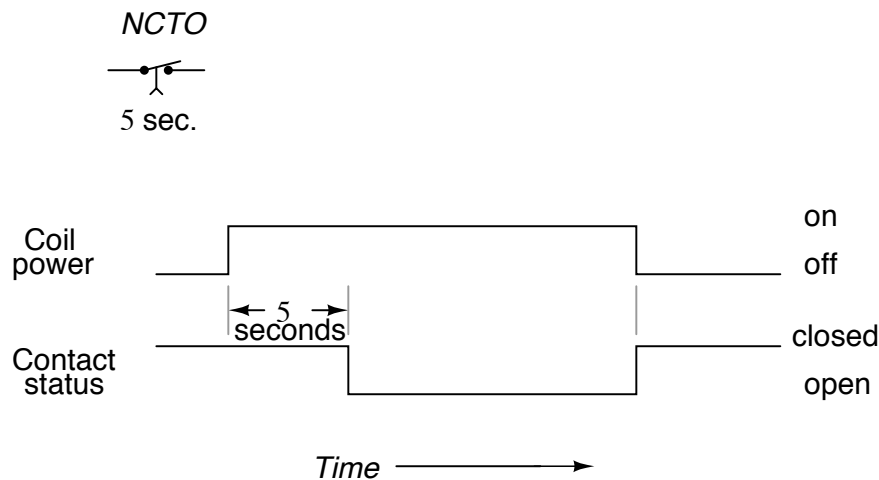 NCTO
5 sec.
on
Coil
power
off
5
seconds
closed
Contact
status
open
Time